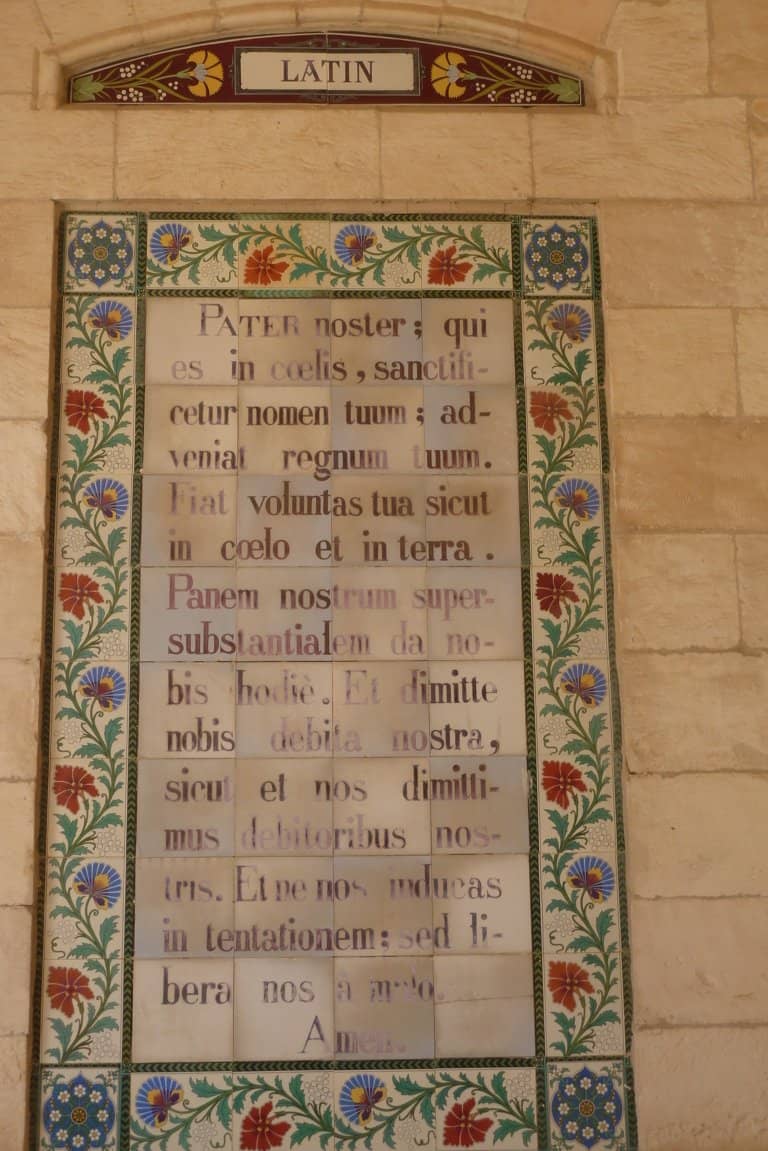 LATIN
PATER noster; qui
es in cœlis, sanctifi-
cetur nomen tuum; ad-
veniat regnum tuum.
Fiat voluntas tua sicut
in cœlo et in terra.
Panem nostrum super-
substantialem da no-
bis hodiè. Et dimitte
nobis debita nostra,
sicut et nos dimitti-
mus debitoribus nos-
tris. Et ne nos inducas
in tentationem; sed li-
bera nos à malo.
Amen.